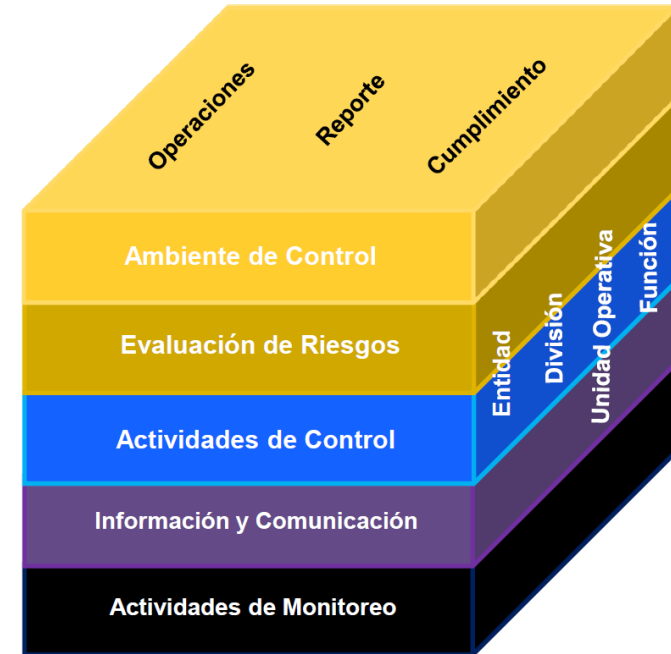 Operaciones
Reporte
Cumplimiento
Ambiente de Control
Evaluación de Riesgos
Actividades de Control
Información y Comunicación
Actividades de Monitoreo
Entidad
División
Unidad Operativa
Función